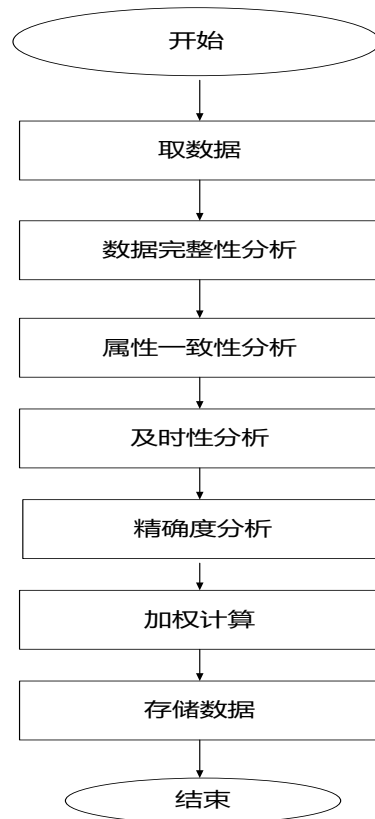 开始
取数据
数据完整性分析
属性一致性分析
及时性分析
精确度分析
加权计算
存储数据
结束